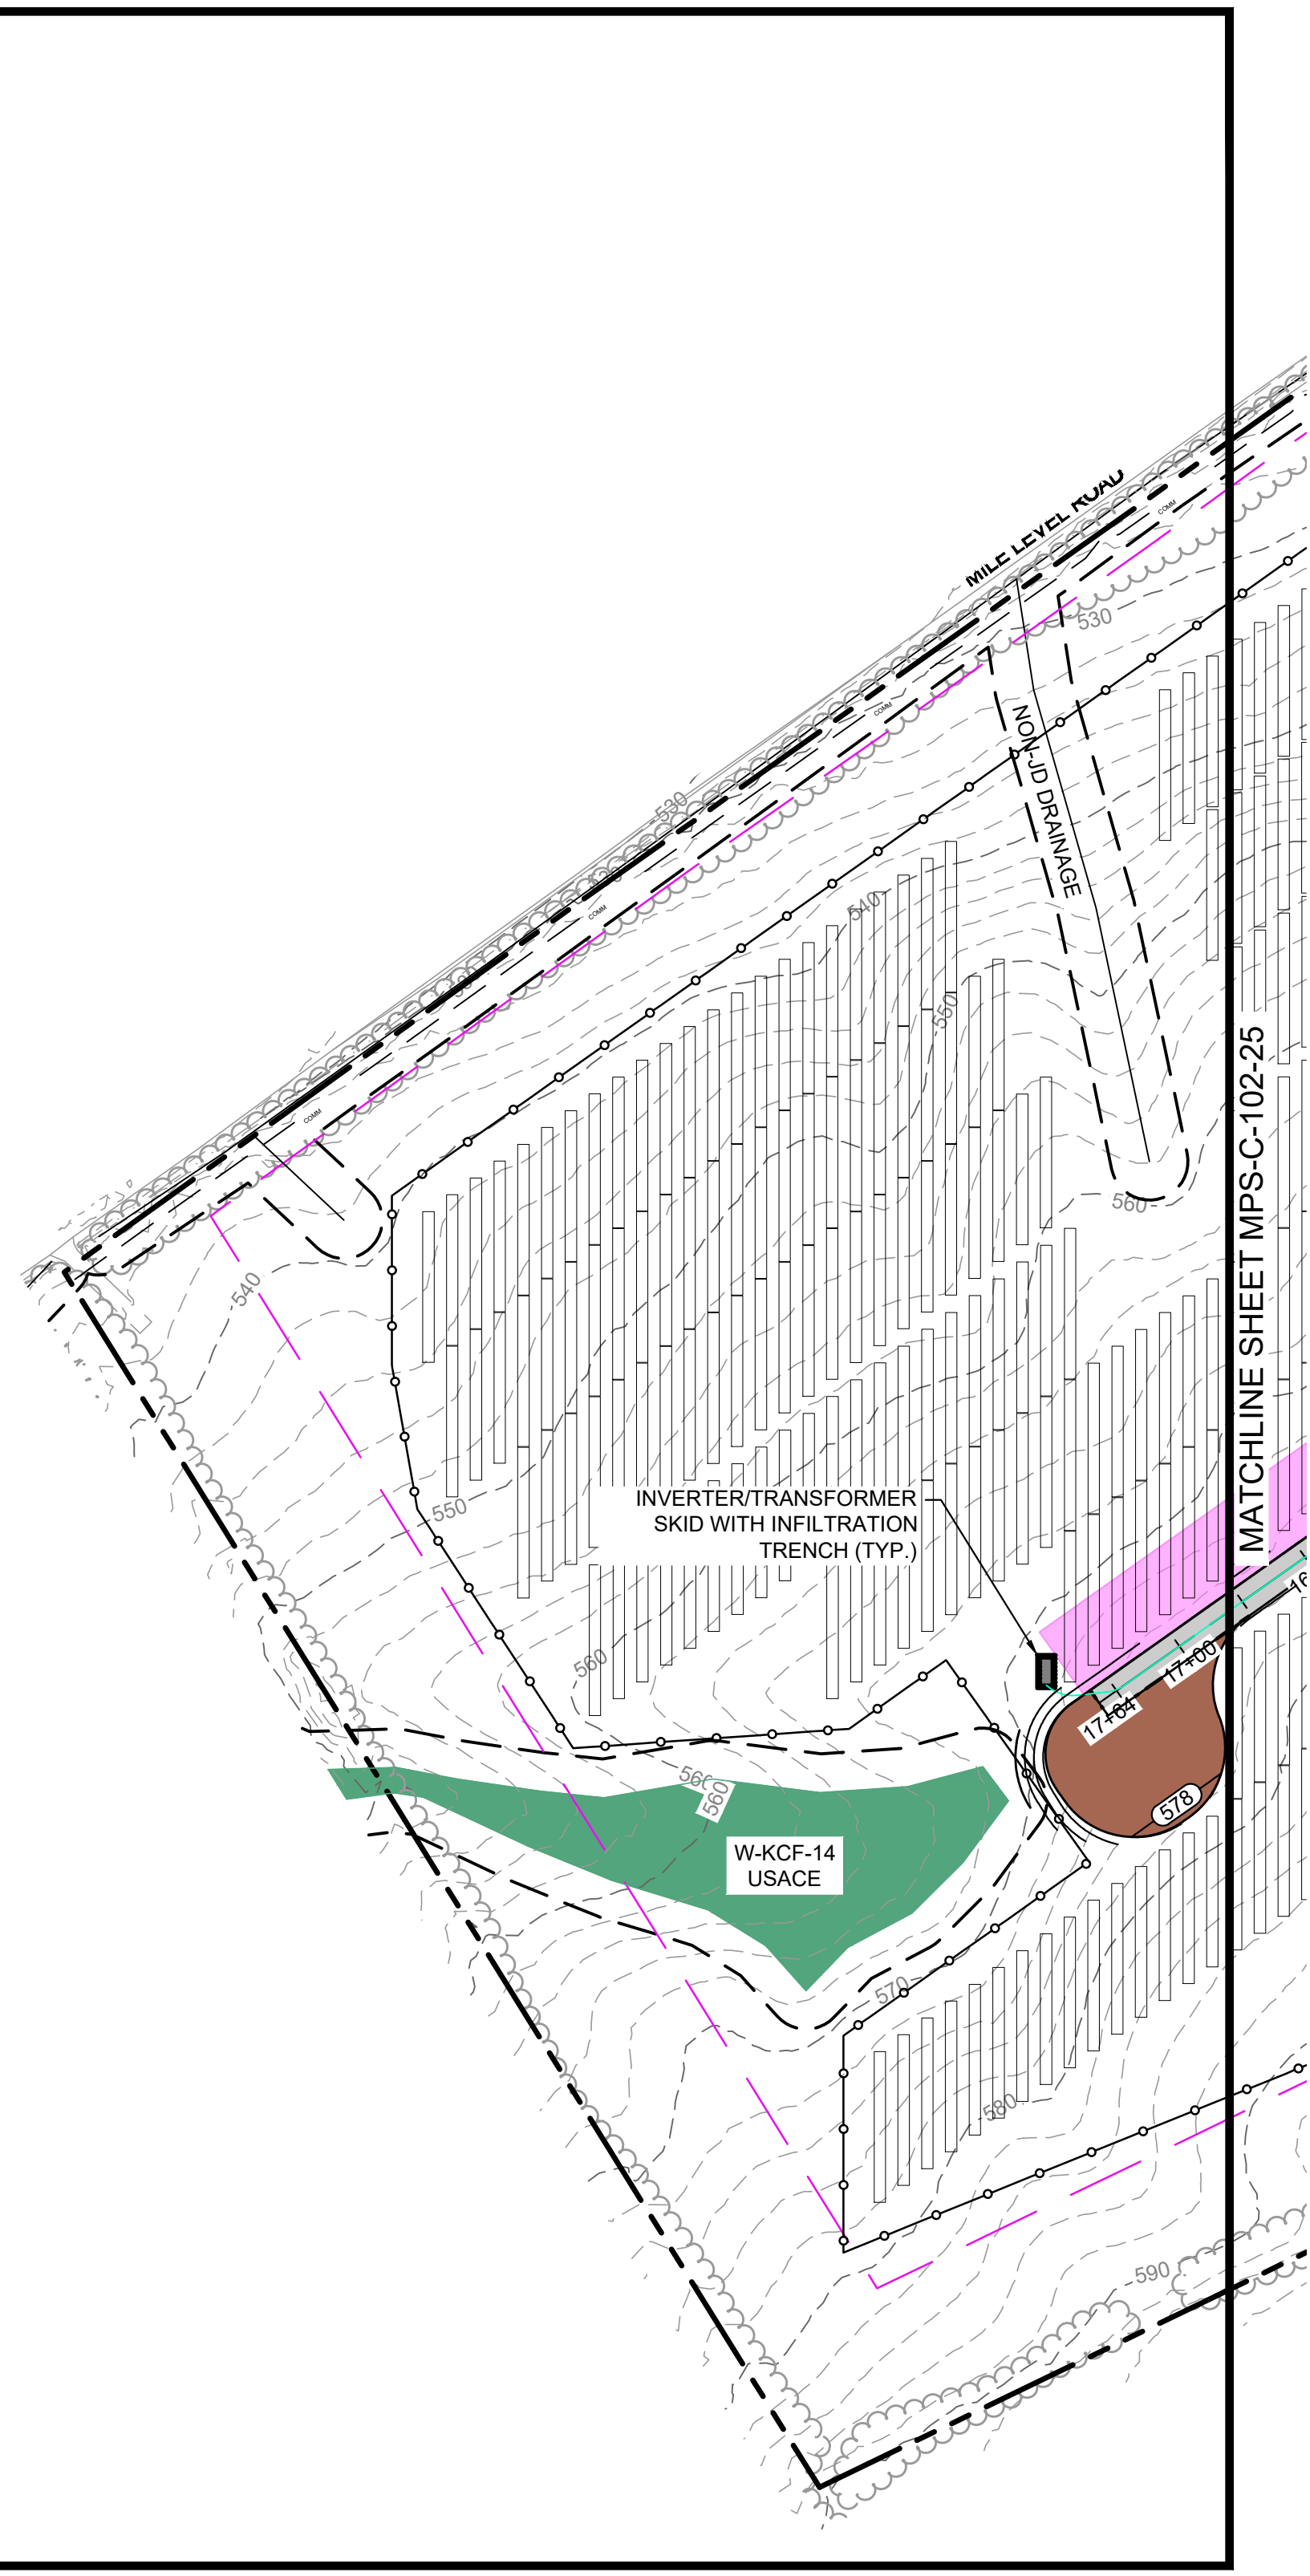 MILE LEVEL ROAD
COMM
530
COMM
NON-JD DRAINAGE
530
COMM
540
550
MATCHLINE SHEET MPS-C-102-25
COMM
560
540
INVERTER/TRANSFORMER
SKID WITH INFILTRATION
TRENCH (TYP.)
550
560
17+00
17+64
560
578
W-KCF-14
USACE
570
580
590